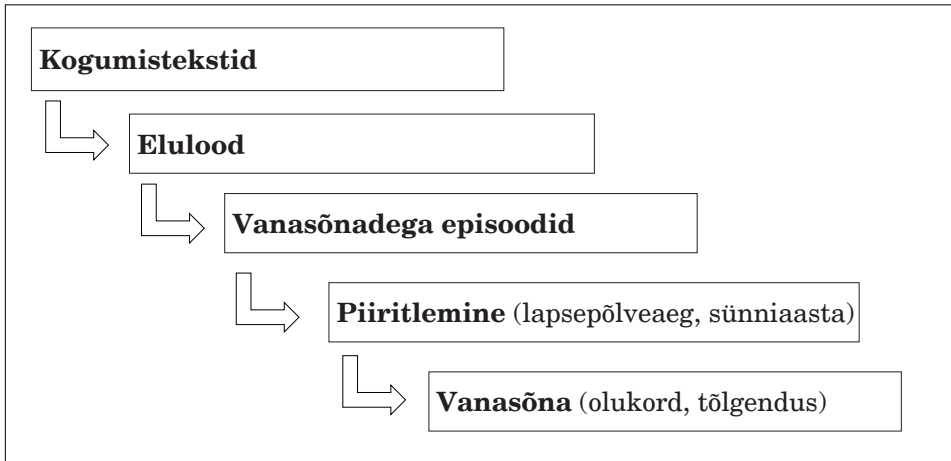 Kogumistekstid
Elulood
Vanasõnadega episoodid
Piiritlemine (lapsepõlveaeg, sünniaasta)
Vanasõna (olukord, tõlgendus)